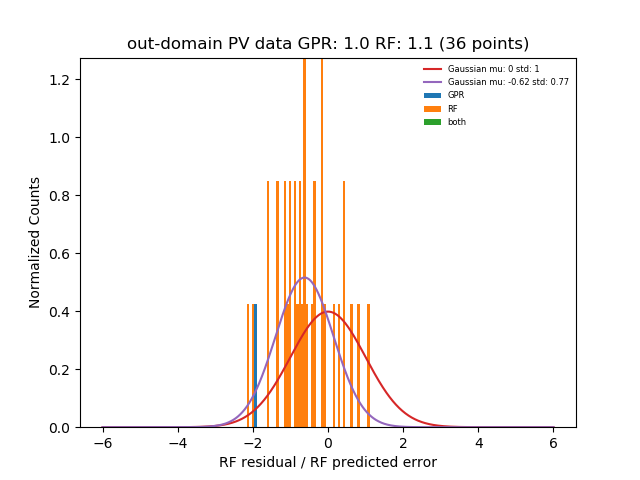 out-domain PV data GPR: 1.0 RF: 1.1 (36 points)
Gaussian mu: 0 std: 1
Gaussian mu: -0.62 std: 0.77
GPR
RF
both
Normalized Counts
1.2
1.0
0.8
0.6
0.4
0.2
0.0
−6 −4 −2 0 2 4 6
RF residual / RF predicted error